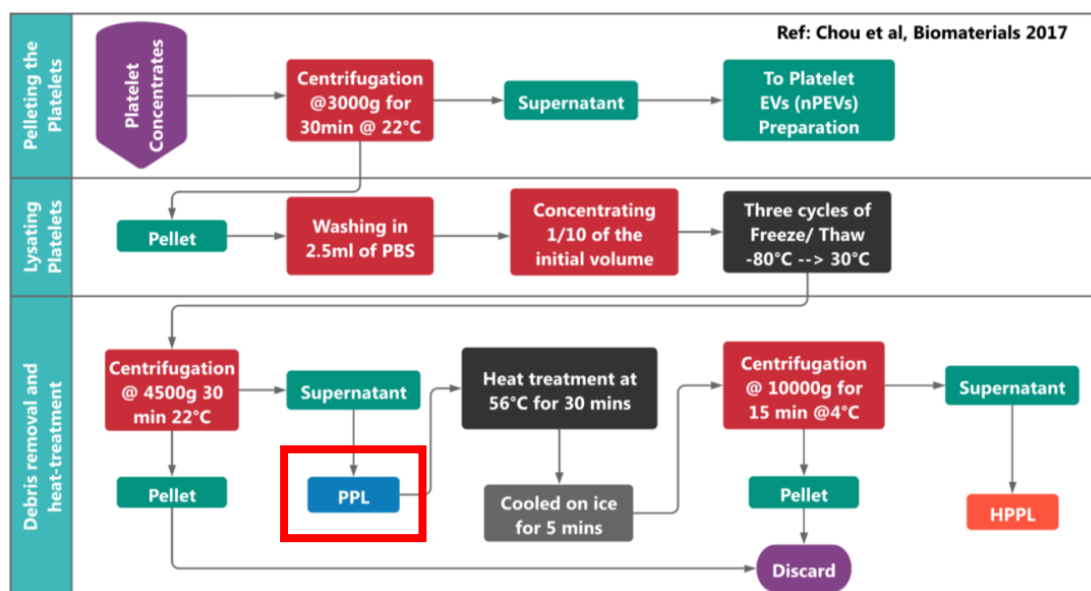 Ref: Chou et al, Biomaterials 2017
Pelleting the
Platelets
Platelet
Concentrates
Centrifugation
@3000g for
30min @ 22°C
Supernatant
To Platelet
EVs (nPEVs)
Preparation
Lysating
Platelets
Pellet
Washing in
2.5ml of PBS
Concentrating
1/10 of the
initial volume
Three cycles of
Freeze/ Thaw
-80°C --> 30°C
Debris removal and
heat-treatment
Centrifugation
@ 4500g 30
min 22°C
Supernatant
Heat treatment at
56°C for 30 mins
Centrifugation
@ 10000g for
15 min @4°C
Supernatant
Pellet
PPL
Cooled on ice
for 5 mins
Pellet
HPPL
Discard